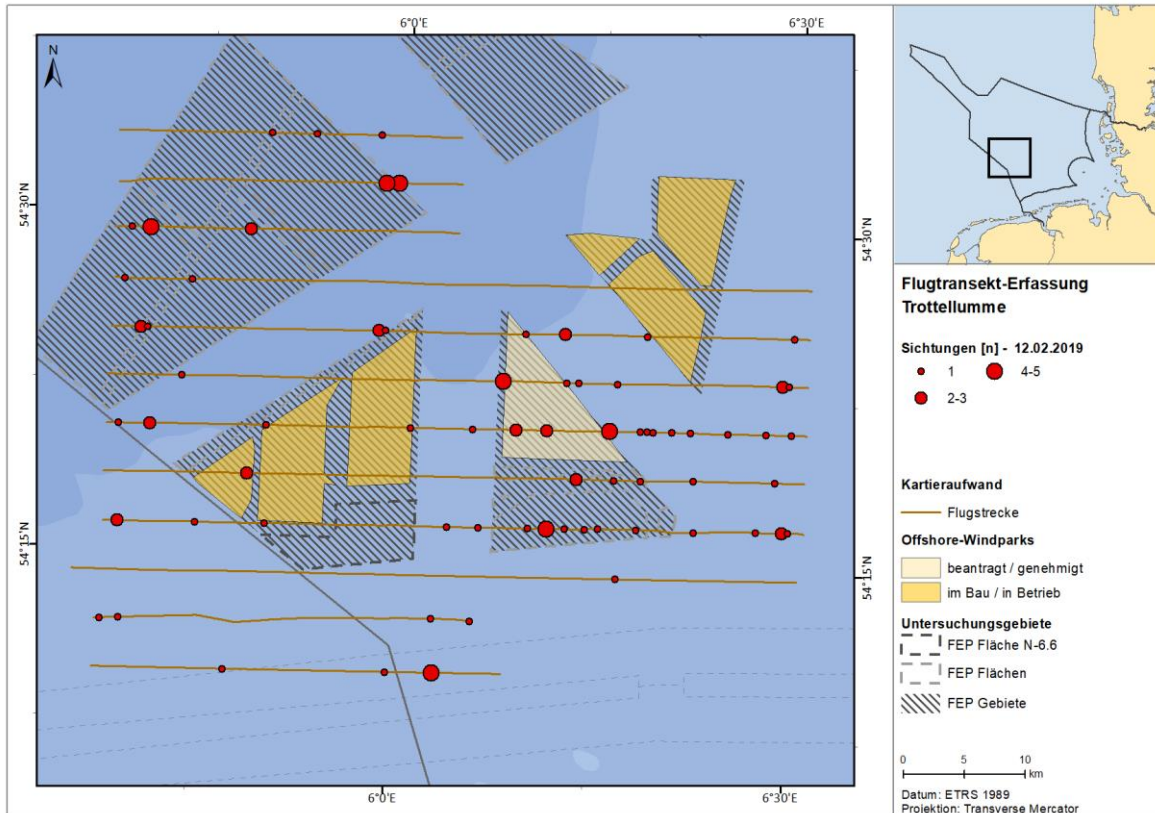 6°0'E
6°30'E
N
54°30'N
54°30'N
54°15'N
54°15'N
6°0'E
6°30'E
Flugtransekt-Erfassung
Trottellumme
Sichtungen [n] - 12.02.2019
1
4-5
2-3
Kartieraufwand
Flugstrecke
Offshore-Windparks
beantragt / genehmigt
im Bau / in Betrieb
Untersuchungsgebiete
FEP Fläche N-6.6
FEP Flächen
FEP Gebiete
0 5 10
km
Datum: ETRS 1989
Projektion: Transverse Mercator